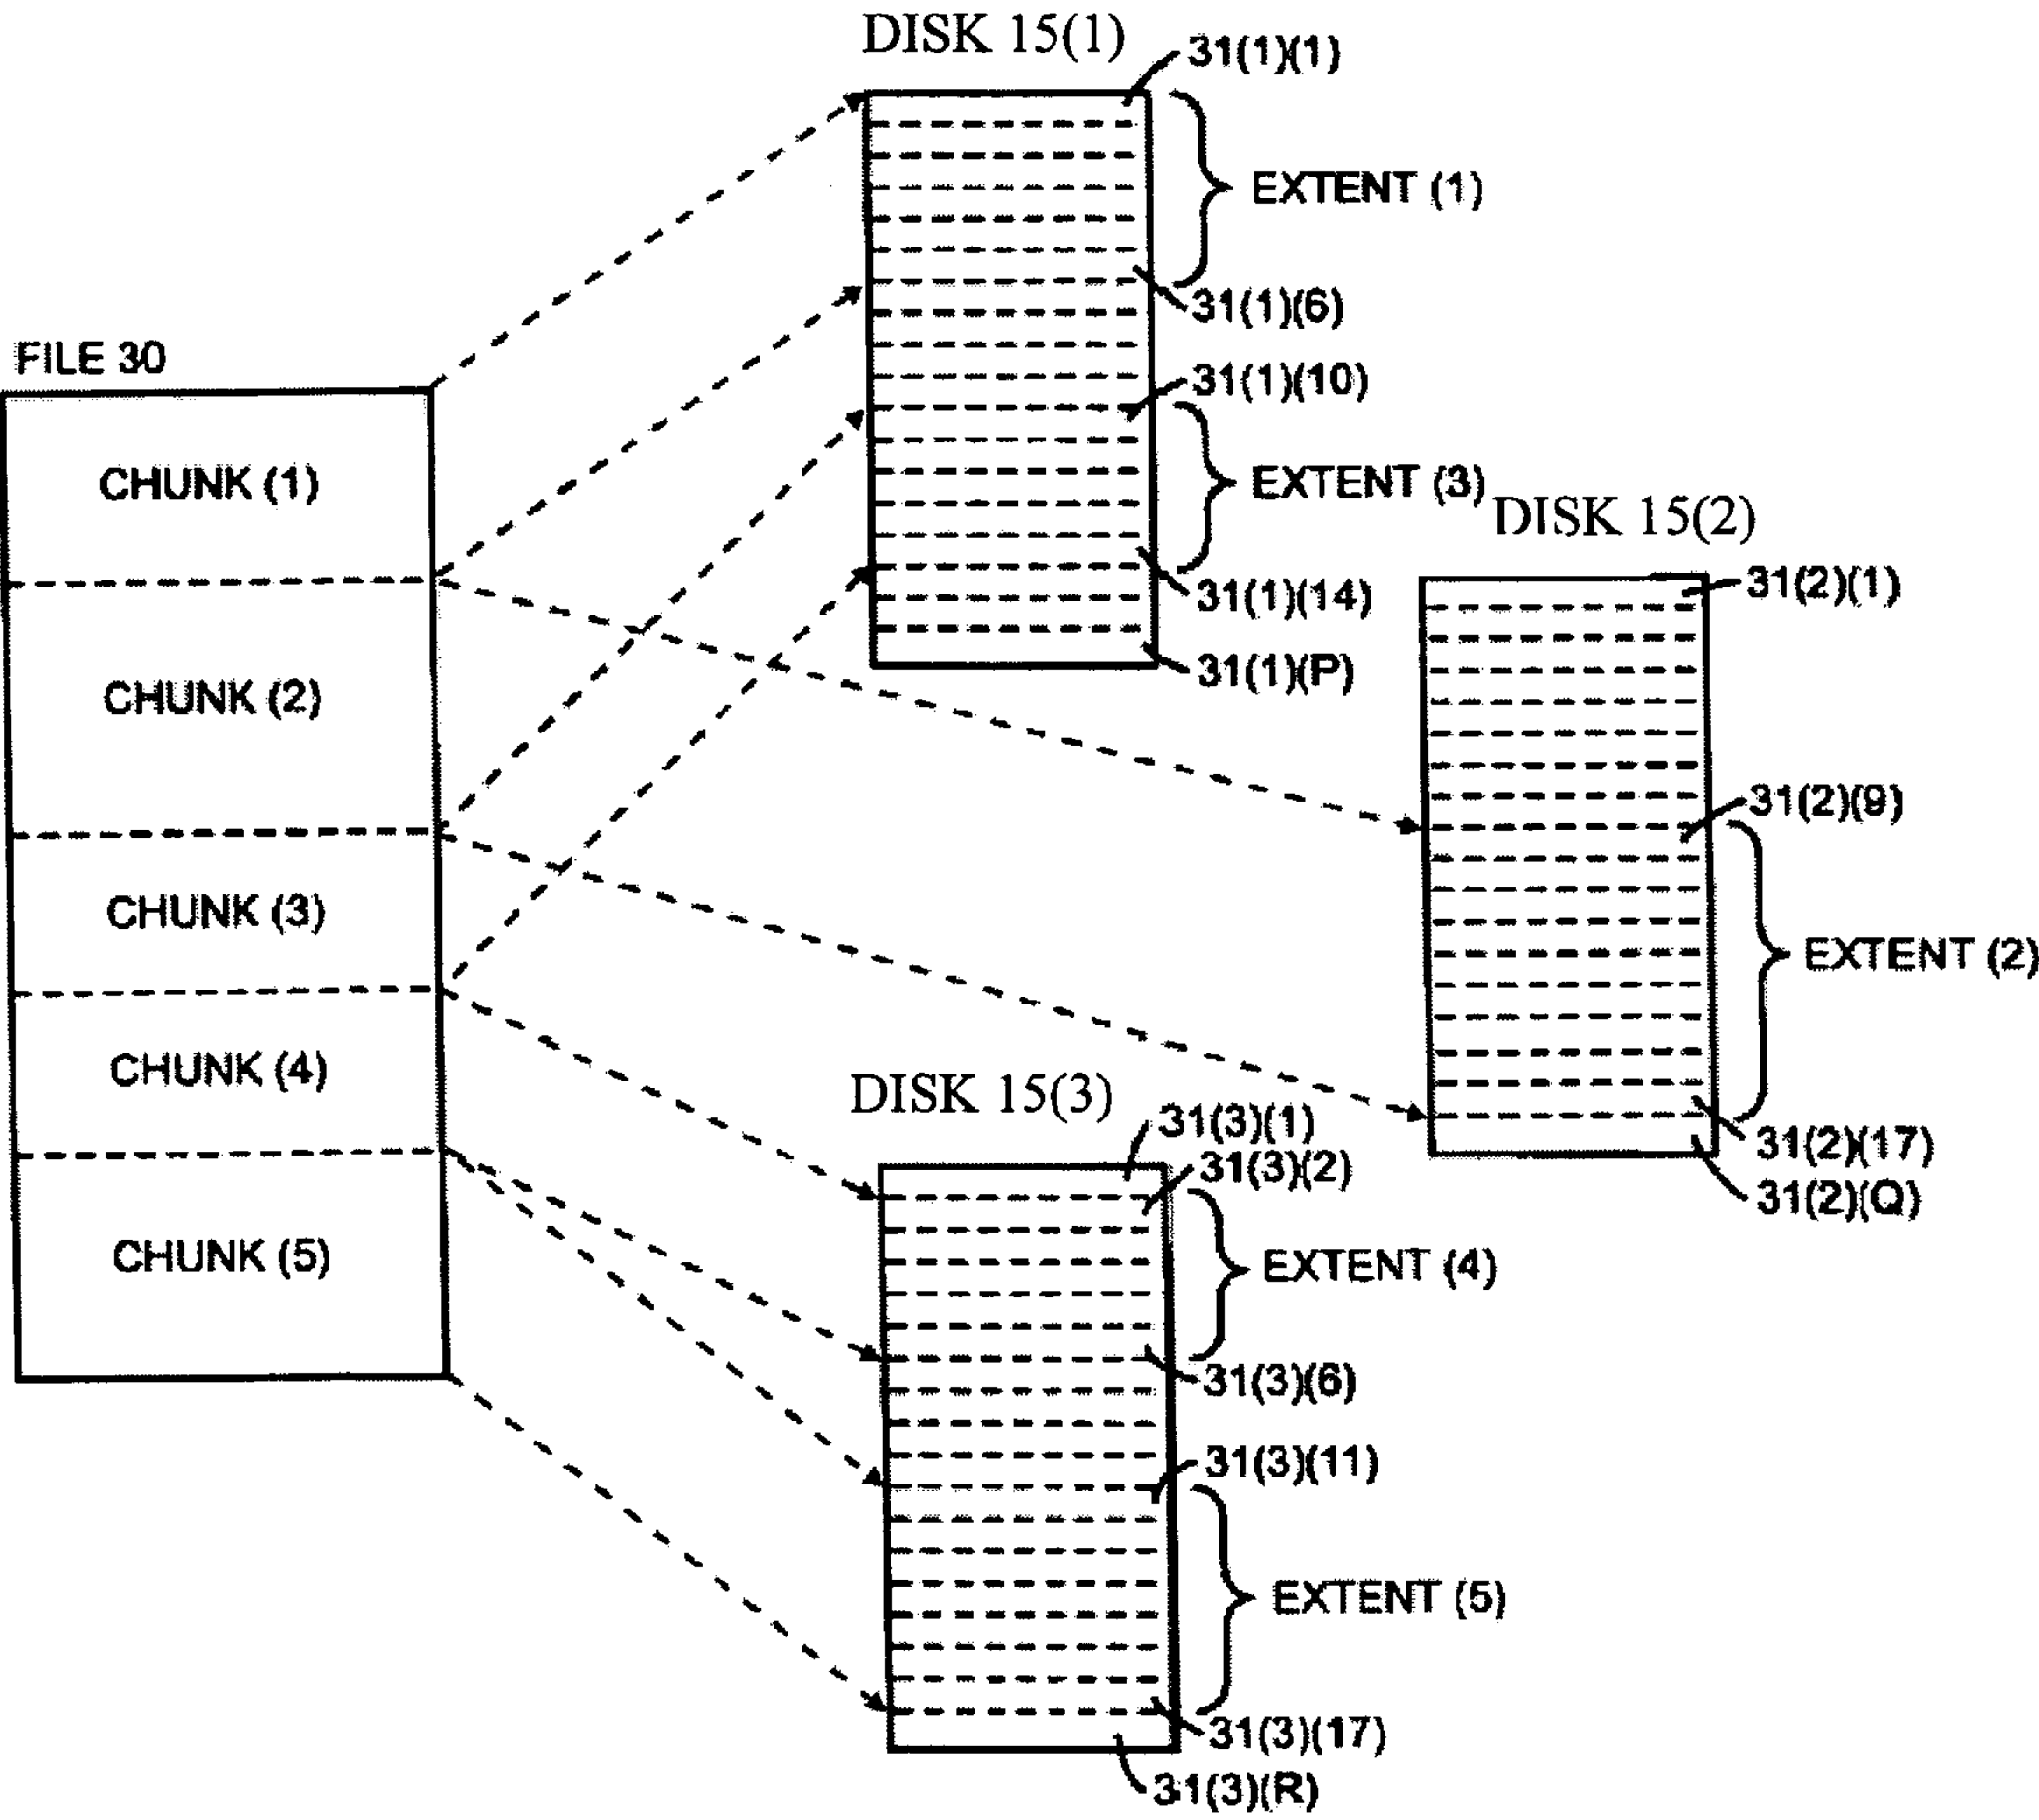 DISK 15(1)
31(1)(1)
EXTENT (1)
31(1)(6)
FILE 30
31(1)(10)
CHUNK (1)
EXTENT (3)
DISK 15(2)
31(1)(14)
31(2)(1)
31(1)(P)
CHUNK (2)
31(2)(9)
CHUNK (3)
EXTENT (2)
CHUNK (4)
DISK 15(3)
31(3)(1)
31(2)(17)
31(3)(2)
31(2)(Q)
CHUNK (5)
EXTENT (4)
31(3)(6)
31(3)(11)
EXTENT (5)
31(3)(17)
31(3)(R)